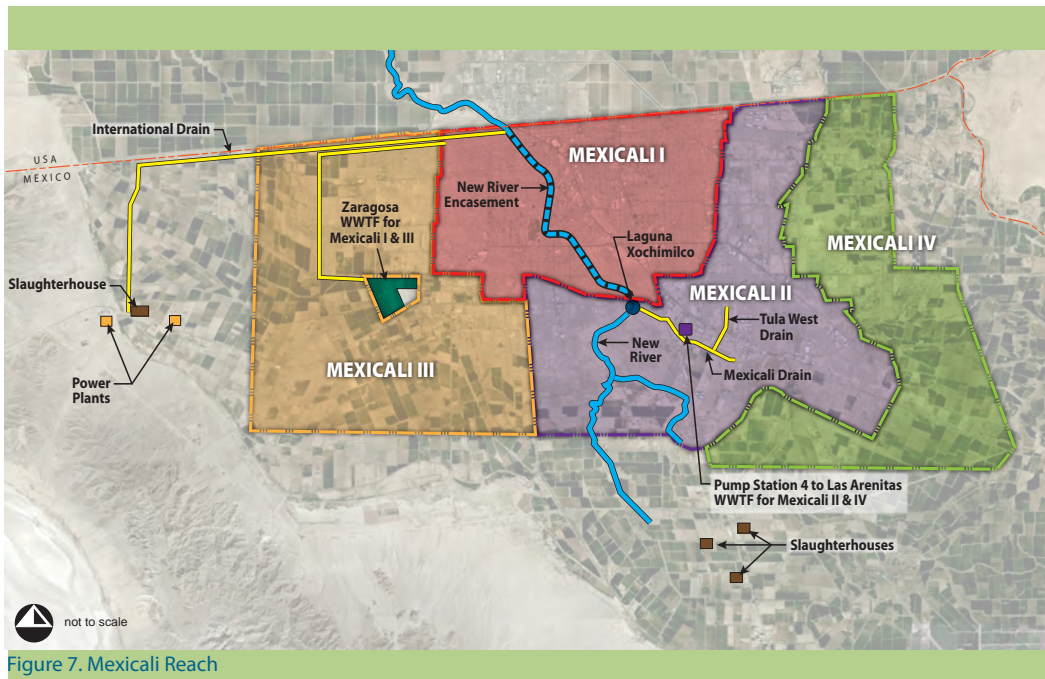 International Drain
USA
MEXICO
MEXICALI I
New River
Encasement
Zaragosa
WWTF for
Mexicali I & III
Laguna
Xochimilco
MEXICALI IV
Slaughterhouse
MEXICALI II
Tula West
Drain
New
River
Power
Plants
MEXICALI III
Mexicali Drain
Pump Station 4 to Las Arenitas
WWTF for Mexicali II & IV
Slaughterhouses
not to scale
Figure 7. Mexicali Reach